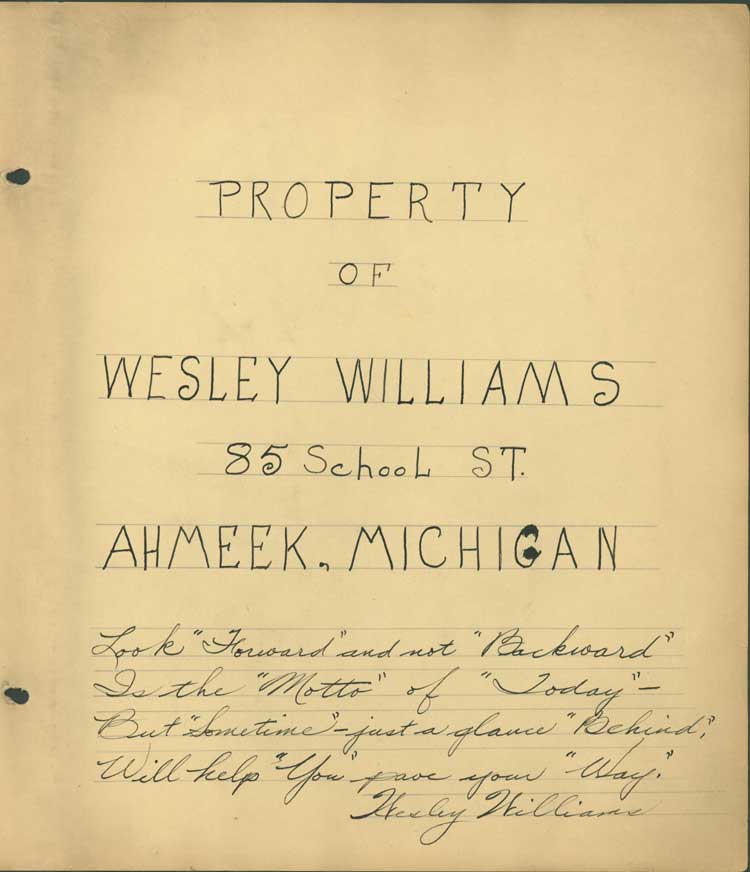 PROPERTY
OF
WESLEY WILLIAMS
85 SchooL ST.
AHMEEK, MICHIGAN
Look "Forward" and not "Backward"
Is the "Motto" of "Today" –
But "Sometime" – just a glance "Behind",
Will help "You" pave your "Way."
Wesley Williams